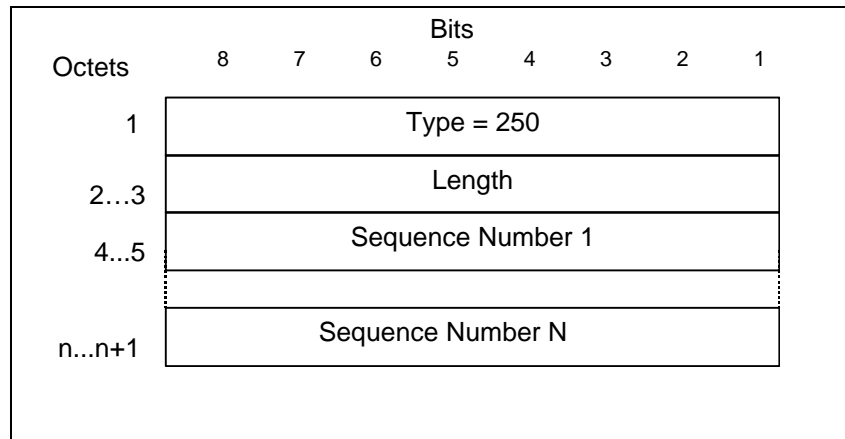 Bits
Octets 8 7 6 5 4 3 2 1
1 Type = 250
2…3 Length
4...5 Sequence Number 1
n...n+1 Sequence Number N